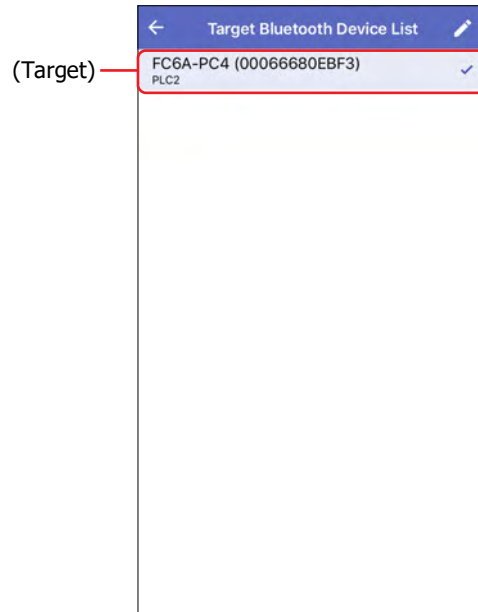 Target Bluetooth Device List
(Target)
FC6A-PC4 (00066680EBF3)
PLC2